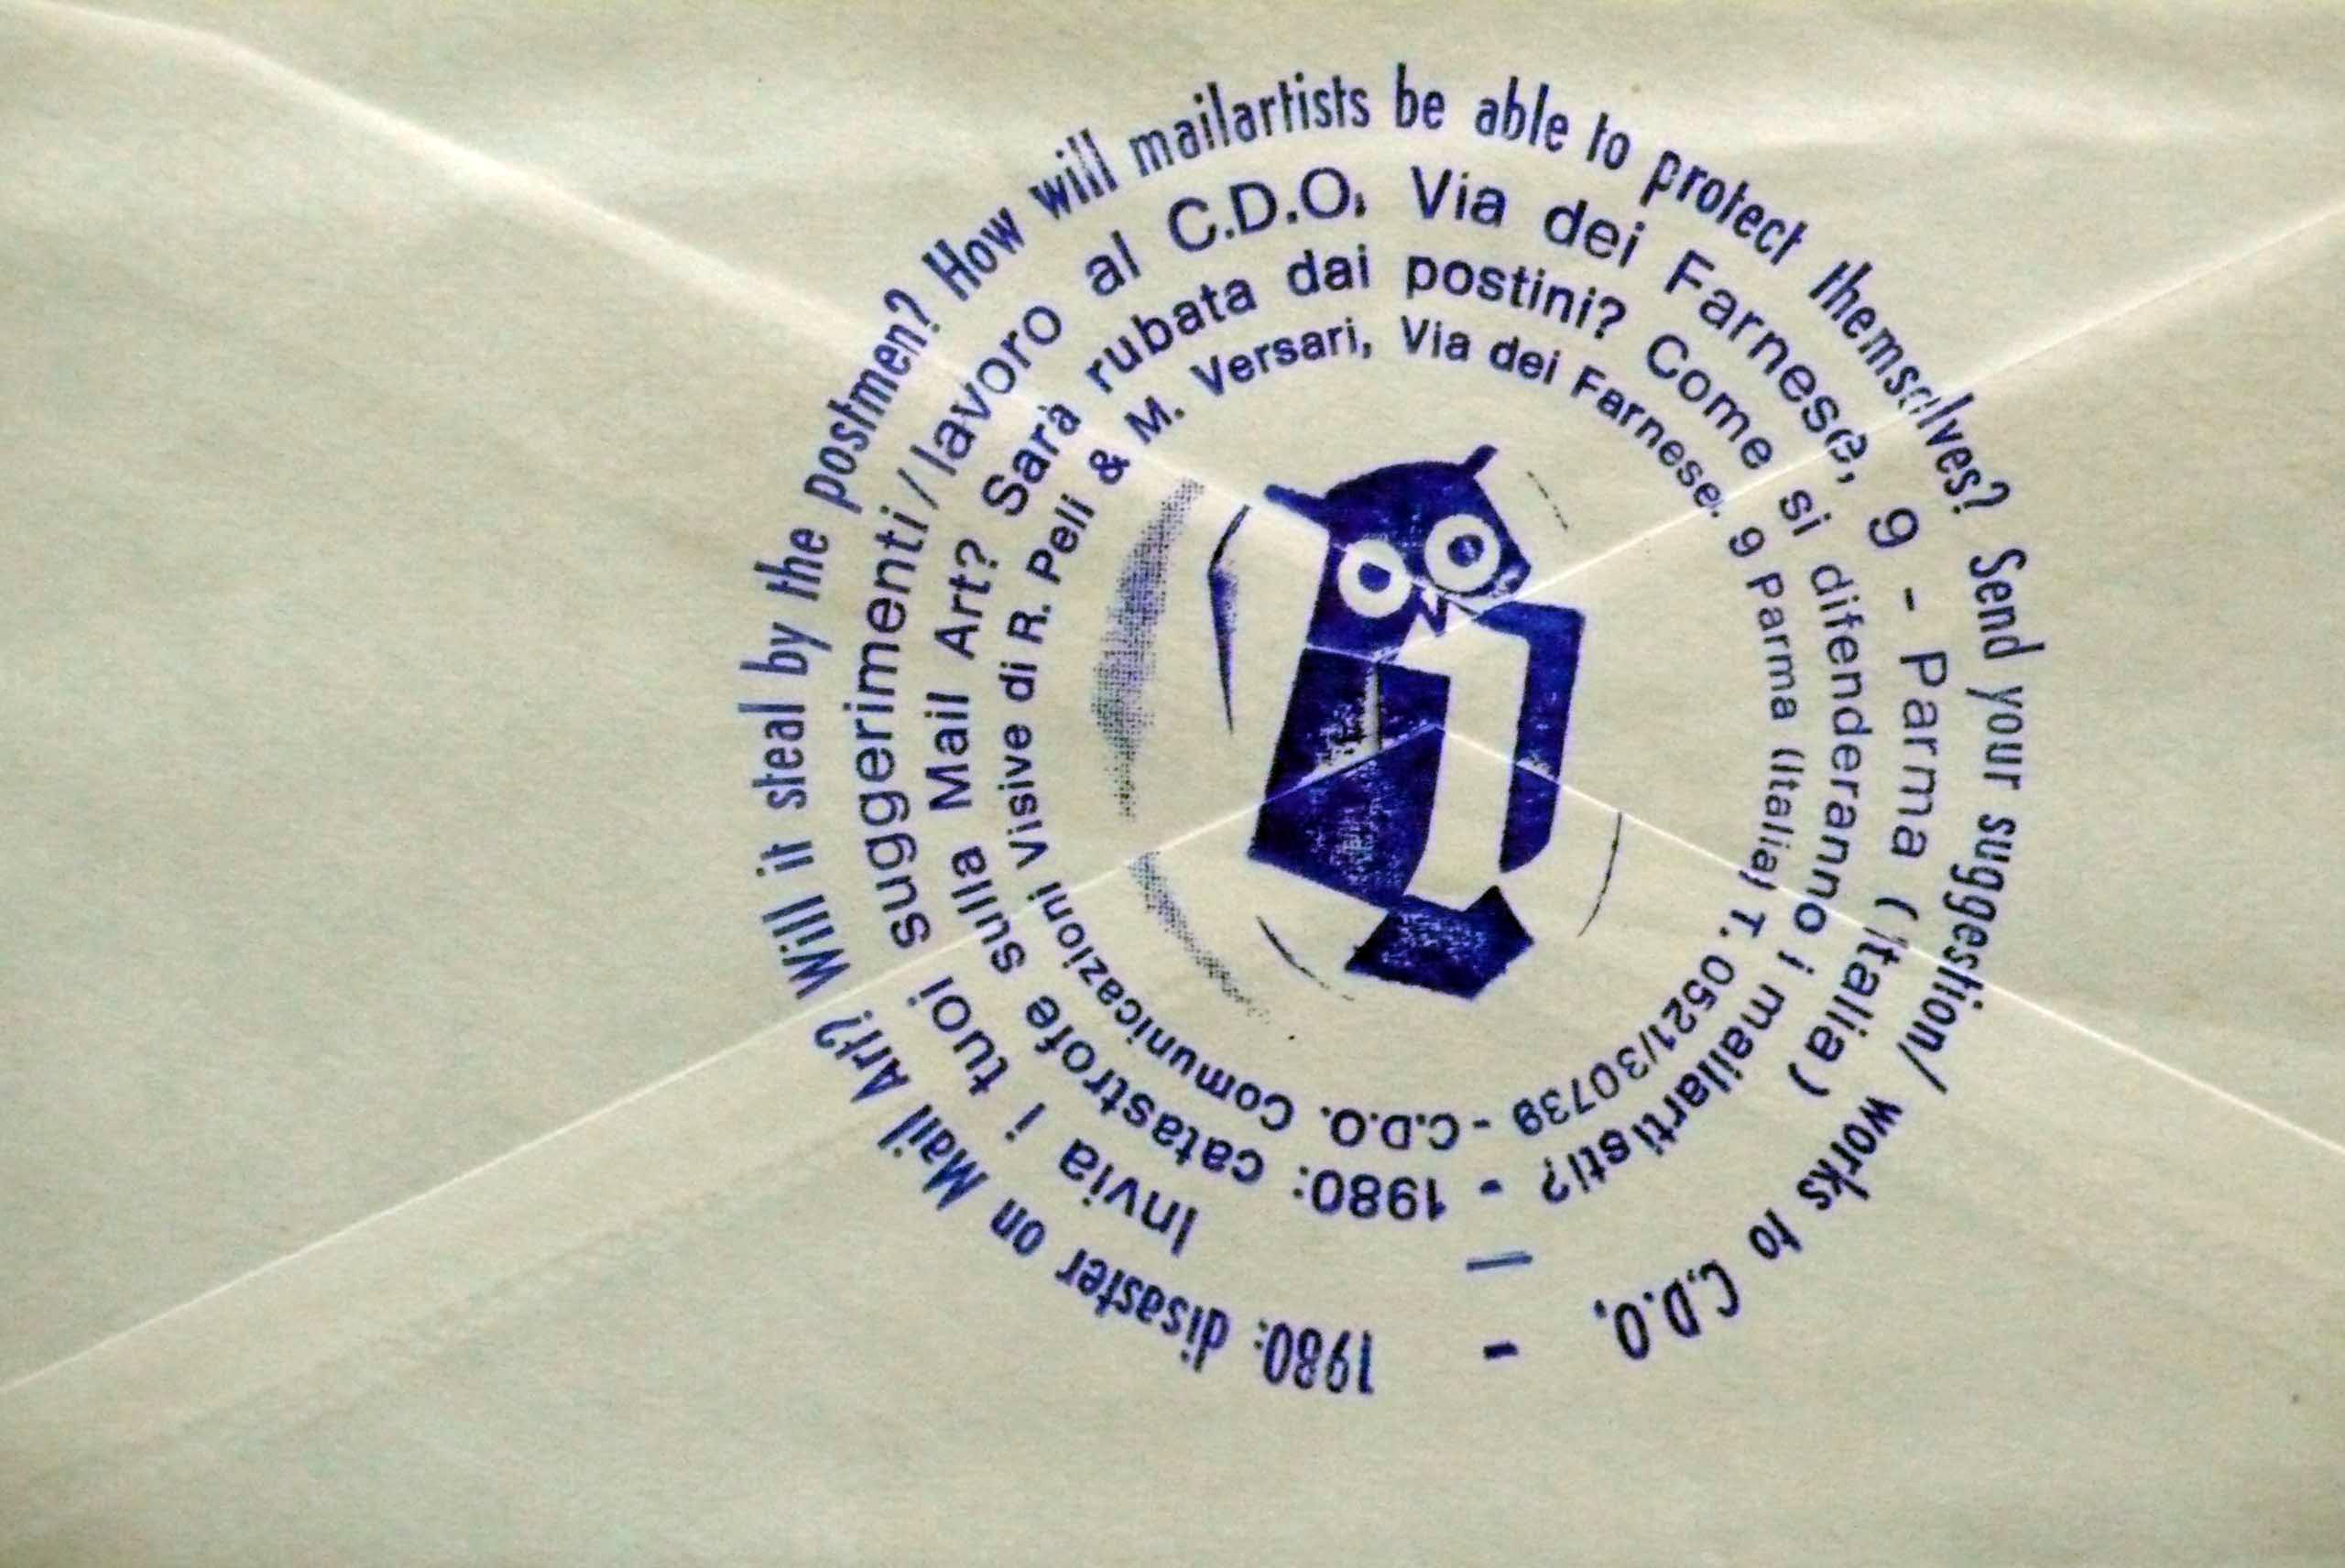 1980: disaster on Mail Art? Will it steal by the postmen? How will mailartists be able to protect themselves? Send your suggestion/ works to C.D.O. -
Invia i tuoi suggerimenti/lavoro al C.D.O. Via dei Farnese, 9 - Parma (Italia) -
1980: catastrofe sulla Mail Art? Sarà rubata dai postini? Come si difenderanno i maillartisti? -
C.D.O. Comunicazioni Visive di R. Peli & M. Versari, Via dei Farnese. 9 Parma (Italia) T. 0521/30739 -